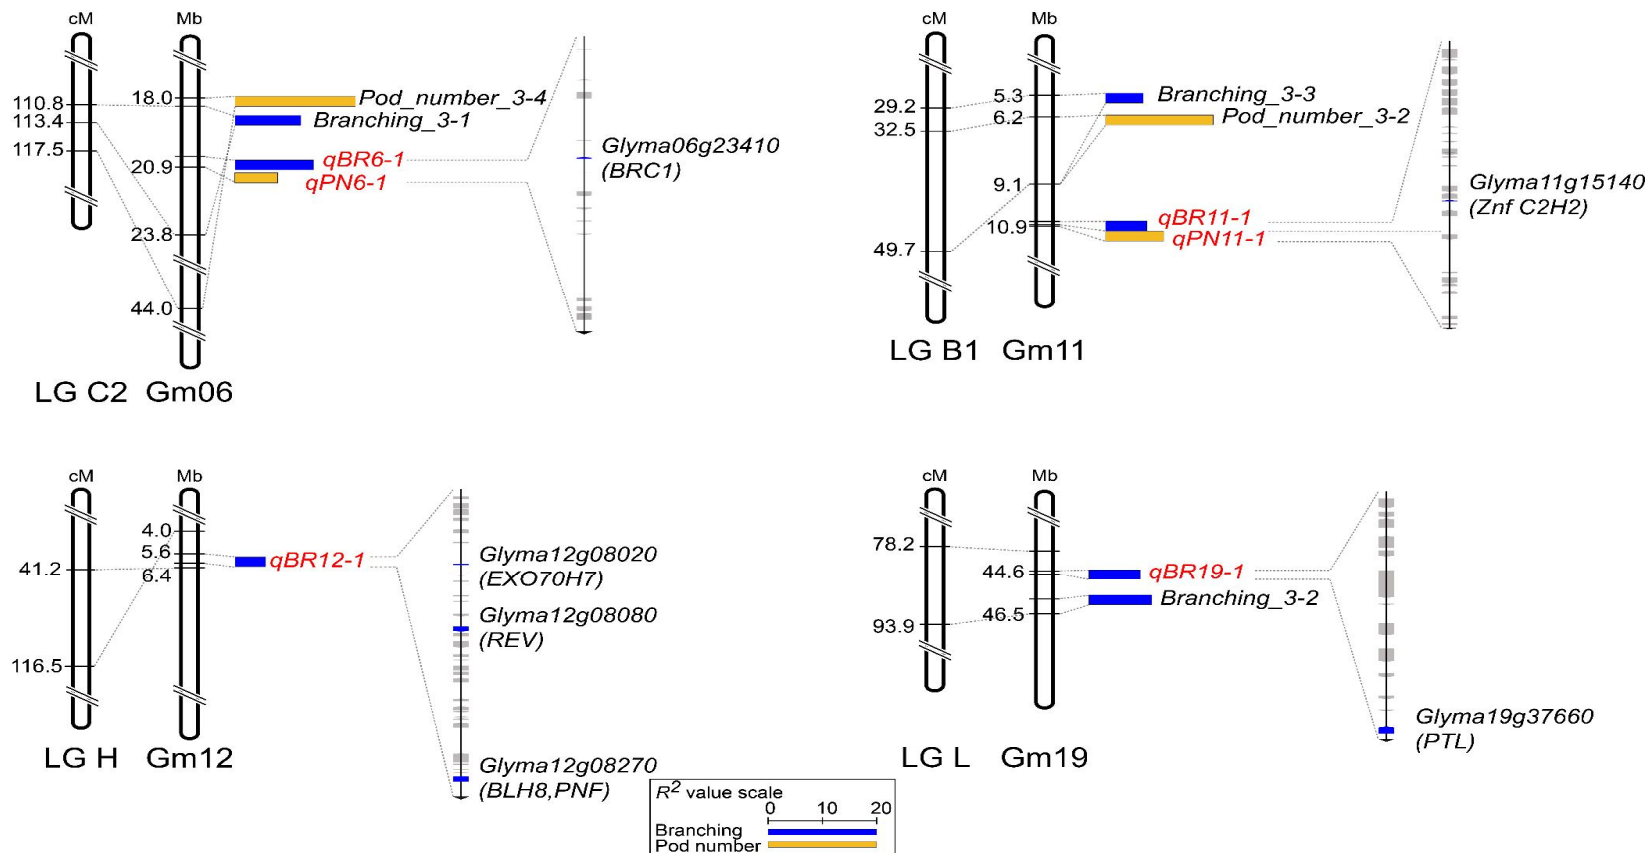 cM Mb
110.8
113.4
117.5
18.0
20.9
23.8
44.0
Pod_number_3-4
Branching_3-1
qBR6-1
qPN6-1
Glyma06g23410
(BRC1)
LG C2 Gm06
cM Mb
29.2
32.5
49.7
5.3
6.2
9.1
10.9
Branching_3-3
Pod_number_3-2
qBR11-1
qPN11-1
Glyma11g15140
(Znf C2H2)
LG B1 Gm11
cM Mb
41.2
116.5
4.0
5.6
6.4
qBR12-1
Glyma12g08020
(EXO70H7)
Glyma12g08080
(REV)
Glyma12g08270
(BLH8,PNF)
LG H Gm12
cM Mb
78.2
93.9
44.6
46.5
qBR19-1
Branching_3-2
Glyma19g37660
(PTL)
LG L Gm19
R² value scale
0 10 20
Branching
Pod number